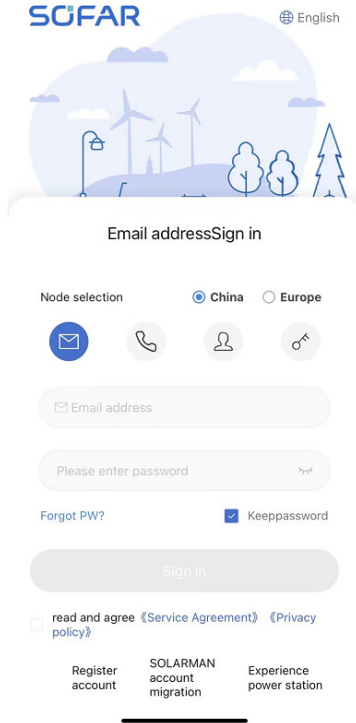 SOFAR
English
Email addressSign in
Node selection
China
Europe
Email address
Please enter password
Forgot PW?
Keeppassword
Sign in
read and agree 《Service Agreement》 《Privacy
policy》
Register
account
SOLARMAN
account
migration
Experience
power station